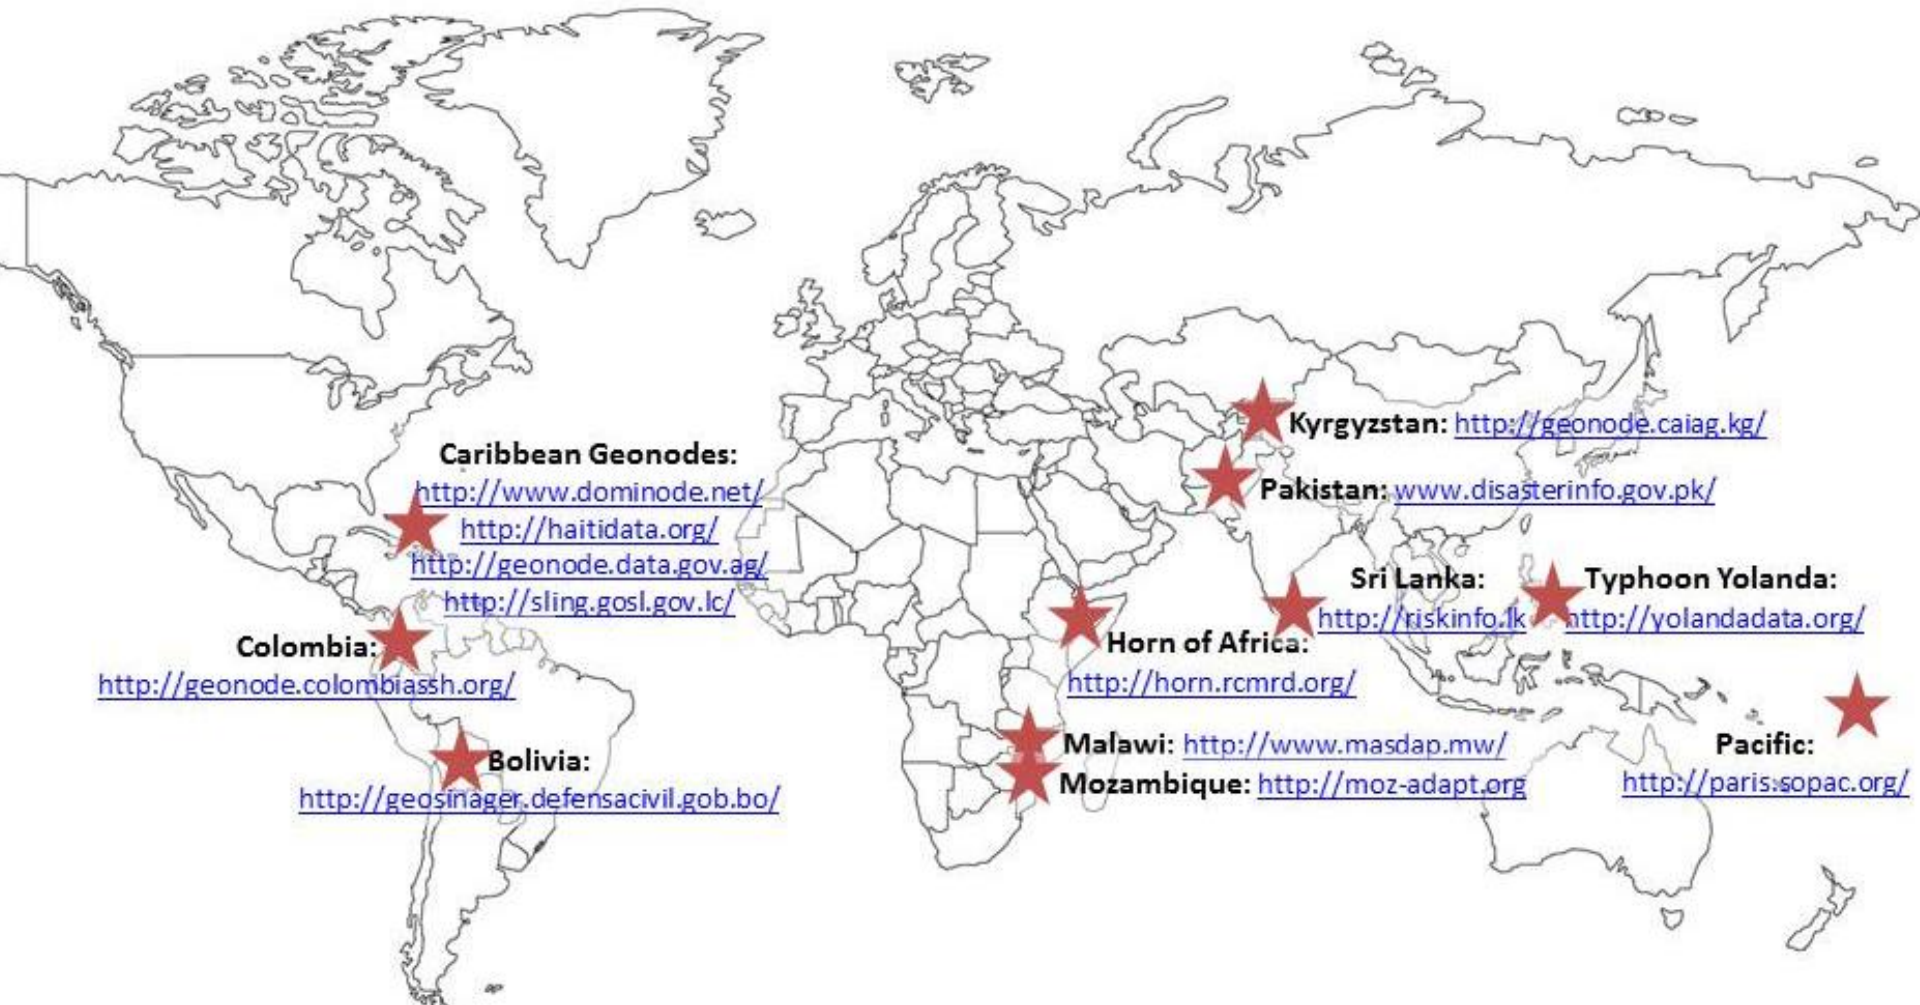 Caribbean Geonodes:
http://www.dominode.net/
http://haitidata.org/
http://geonode.data.gov.ag/
http://sling.gosl.gov.lc/
Colombia:
http://geonode.colombiassh.org/
Bolivia:
http://geosinager.defensacivil.gob.bo/
Kyrgyzstan: http://geonode.caiag.kg/
Pakistan: www.disasterinfo.gov.pk/
Sri Lanka:
http://riskinfo.lk
Typhoon Yolanda:
http://yolandadata.org/
Horn of Africa:
http://horn.rcmrd.org/
Malawi: http://www.masdap.mw/
Mozambique: http://moz-adapt.org
Pacific:
http://paris.sopac.org/